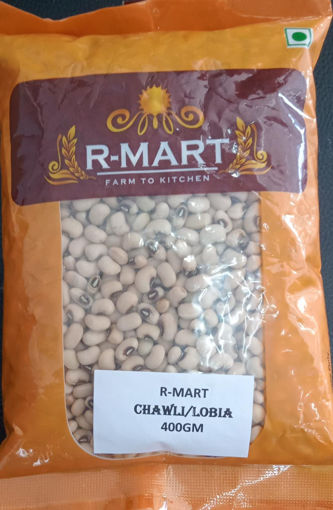 R-MART
FARM TO KITCHEN
R-MART
CHAWLI/LOBIA
400GM